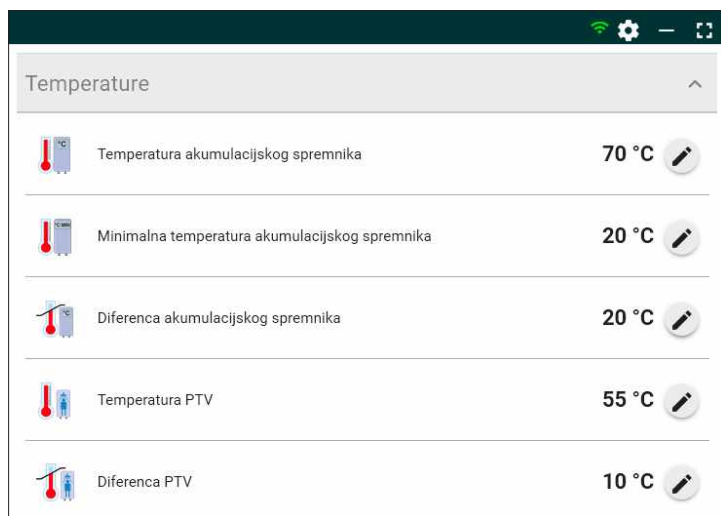 Temperature
Temperatura akumulacijskog spremnika 70 °C
Minimalna temperatura akumulacijskog spremnika 20 °C
Diferenca akumulacijskog spremnika 20 °C
Temperatura PTV 55 °C
Diferenca PTV 10 °C